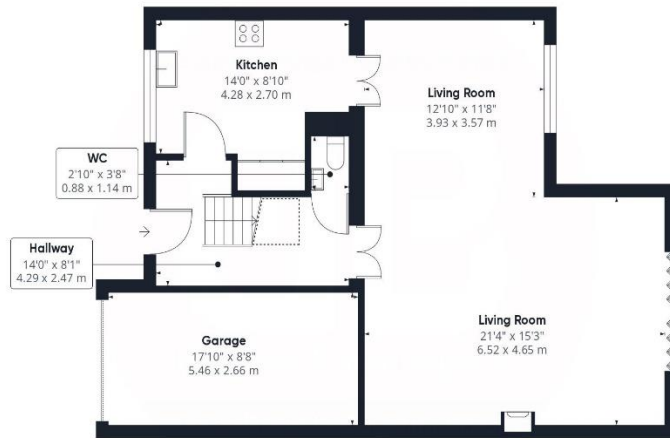 Kitchen
14'0" x 8'10"
4.28 x 2.70 m
Living Room
12'10" x 11'8"
3.93 x 3.57 m
WC
2'10" x 3'8"
0.88 x 1.14 m
Hallway
14'0" x 8'1"
4.29 x 2.47 m
Garage
17'10" x 8'8"
5.46 x 2.66 m
Living Room
21'4" x 15'3"
6.52 x 4.65 m